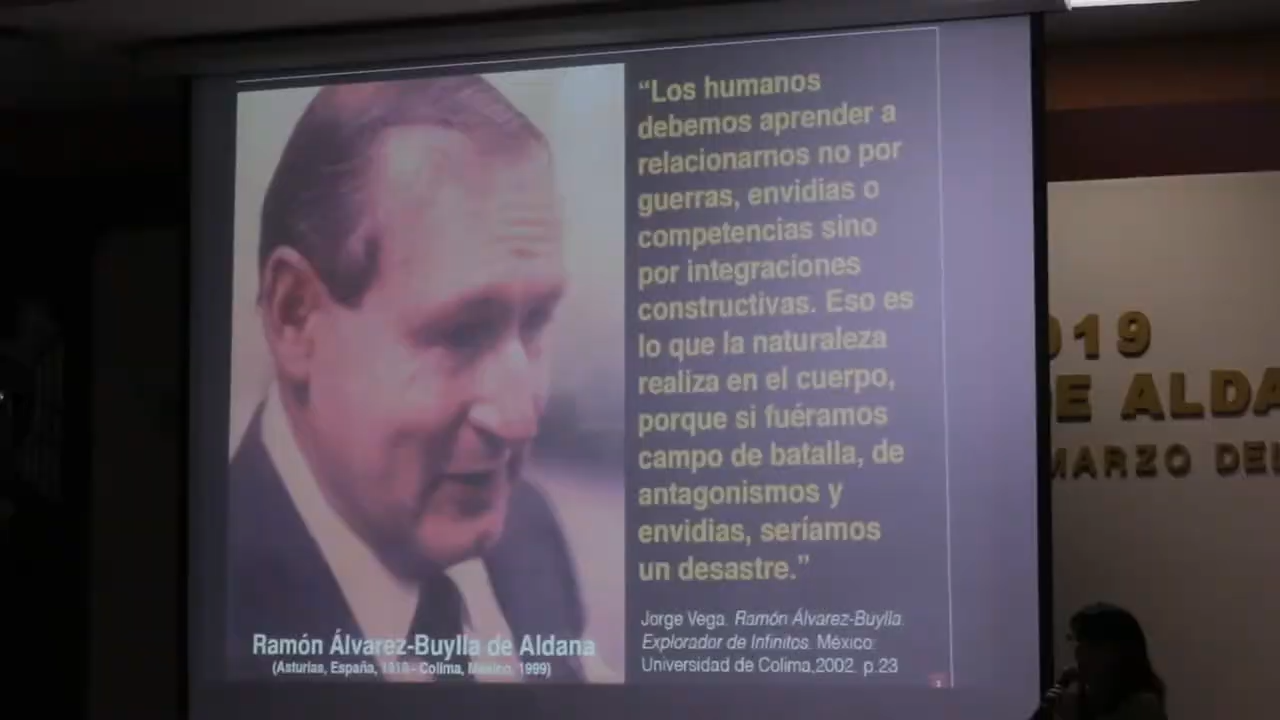 “Los humanos
debemos aprender a
relacionarnos no por
guerras, envidias o
competencias sino
por integraciones
constructivas. Eso es
lo que la naturaleza
realiza en el cuerpo,
porque si fuéramos
campo de batalla, de
antagonismos y
envidias, seríamos
un desastre.”
Jorge Vega. Ramón Álvarez-Buylla.
Explorador de Infinitos. México:
Universidad de Colima,2002. p.23
Ramón Álvarez-Buylla de Aldana
(Asturias, España, 1919 - Colima, México, 1999)
019
E ALDA
MARZO DEL